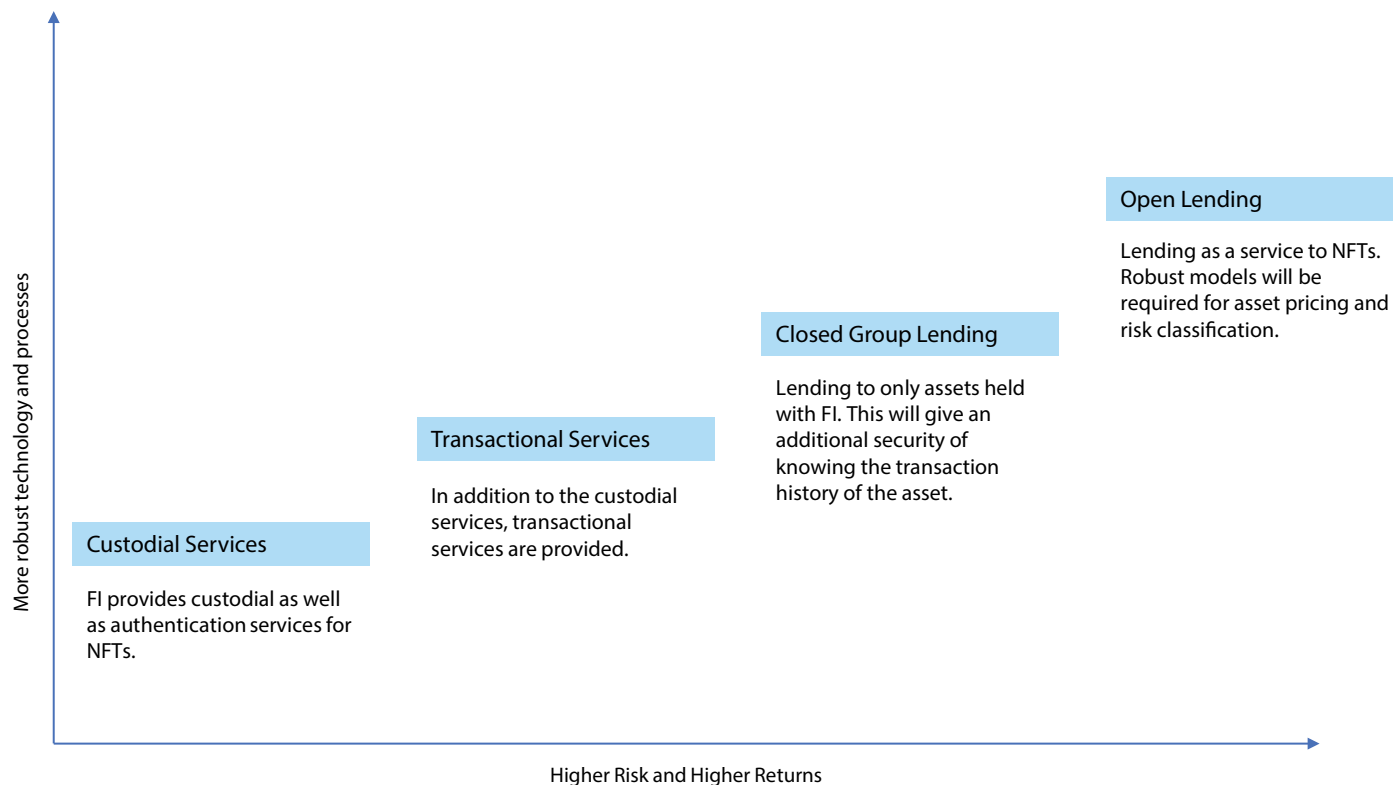 More robust technology and processes
Custodial Services
FI provides custodial as well
as authentication services for
NFTs.
Transactional Services
In addition to the custodial
services, transactional
services are provided.
Closed Group Lending
Lending to only assets held
with FI. This will give an
additional security of
knowing the transaction
history of the asset.
Open Lending
Lending as a service to NFTs.
Robust models will be
required for asset pricing and
risk classification.
Higher Risk and Higher Returns